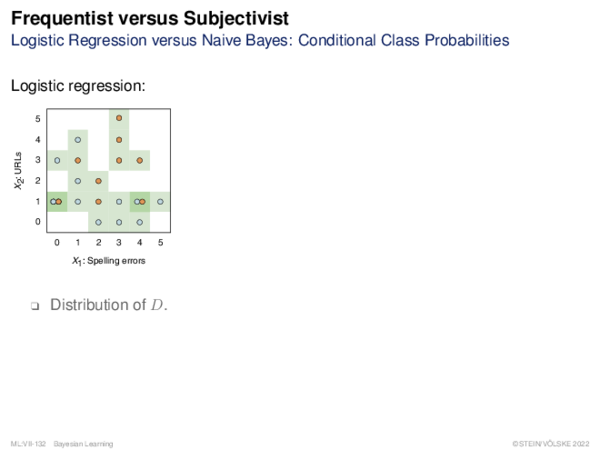 Frequentist versus Subjectivist
Logistic Regression versus Naive Bayes: Conditional Class Probabilities
Logistic regression:
5
4
3
2
1
0
X2: URLs
0 1 2 3 4 5
X1: Spelling errors
❑ Distribution of D.
ML:VII-132 Bayesian Learning
©STEIN/VÖLSKE 2022